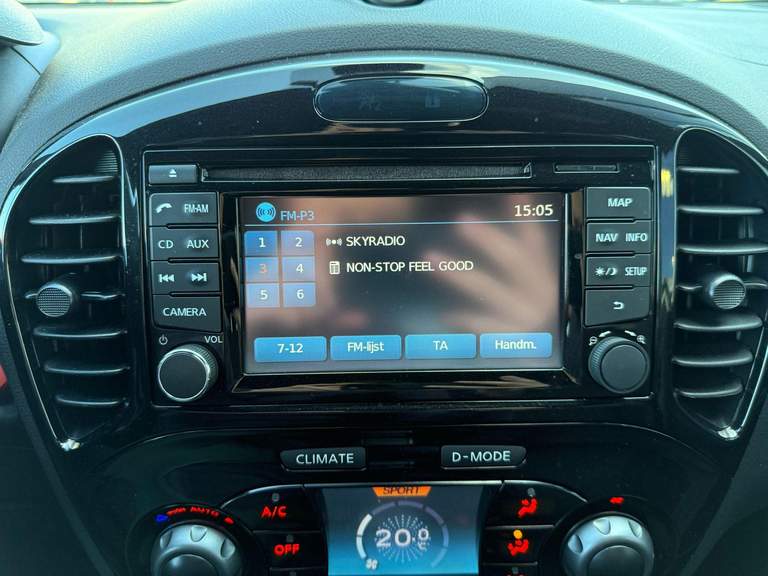 FM-P3 15:05
FM-AM MAP
1 2 SKYRADIO
CD AUX NAV INFO
3 4 NON-STOP FEEL GOOD
SETUP
5 6
CAMERA
VOL
7-12 FM-lijst TA Handm.
CLIMATE D-MODE
SPORT
A/C
AUTO
OFF 20.0